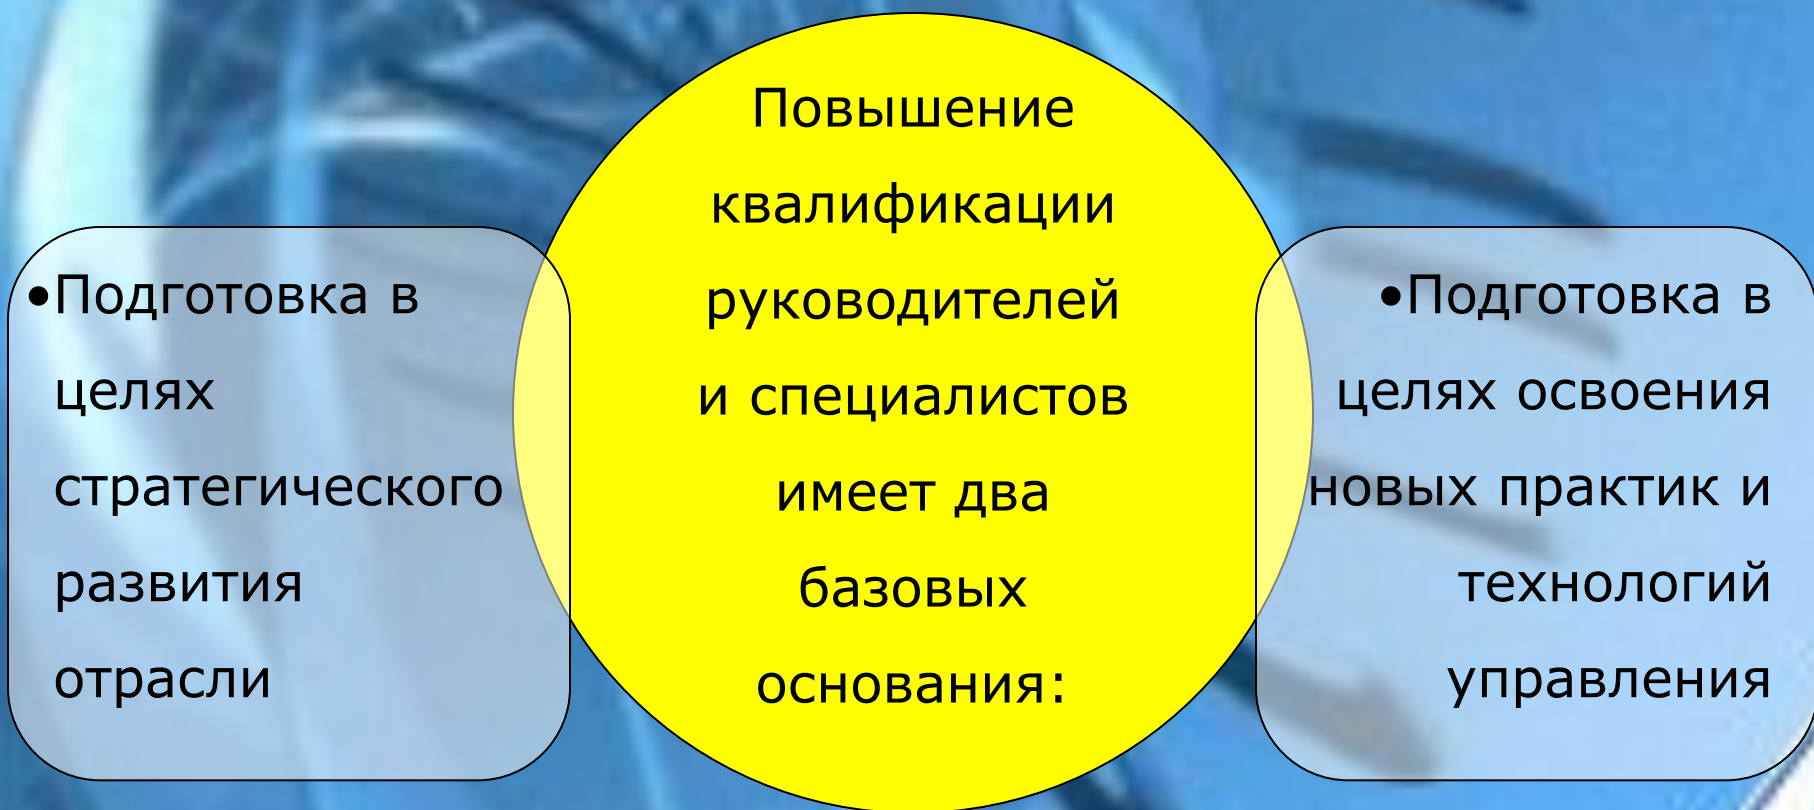 Повышение
квалификации
руководителей
и специалистов
имеет два
базовых
основания:
•Подготовка в
целях
стратегического
развития
отрасли
•Подготовка в
целях освоения
новых практик и
технологий
управления